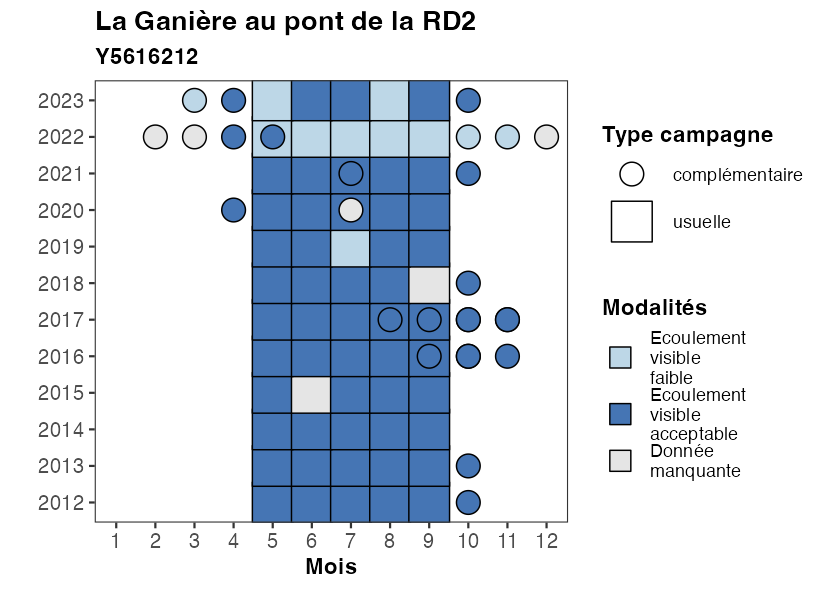 La Ganière au pont de la RD2
Y5616212
2023
2022
2021
2020
2019
2018
2017
2016
2015
2014
2013
2012
1 2 3 4 5 6 7 8 9 10 11 12
Mois
Type campagne
complémentaire
usuelle
Modalités
Ecoulement
visible
faible
Ecoulement
visible
acceptable
Donnée
manquante